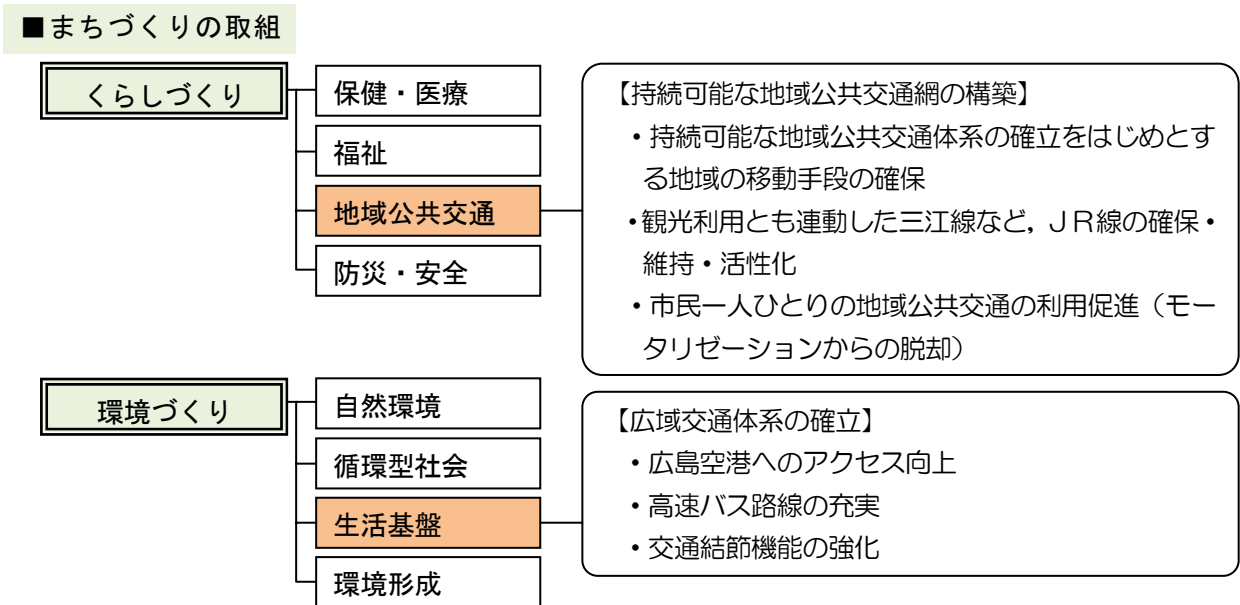 ■まちづくりの取組
くらしづくり
保健・医療
福祉
地域公共交通
防災・安全
【持続可能な地域公共交通網の構築】
・持続可能な地域公共交通体系の確立をはじめとす
る地域の移動手段の確保
・観光利用とも連動した三江線など，ＪＲ線の確保・
維持・活性化
・市民一人ひとりの地域公共交通の利用促進（モー
タリゼーションからの脱却）
環境づくり
自然環境
循環型社会
生活基盤
環境形成
【広域交通体系の確立】
・広島空港へのアクセス向上
・高速バス路線の充実
・交通結節機能の強化